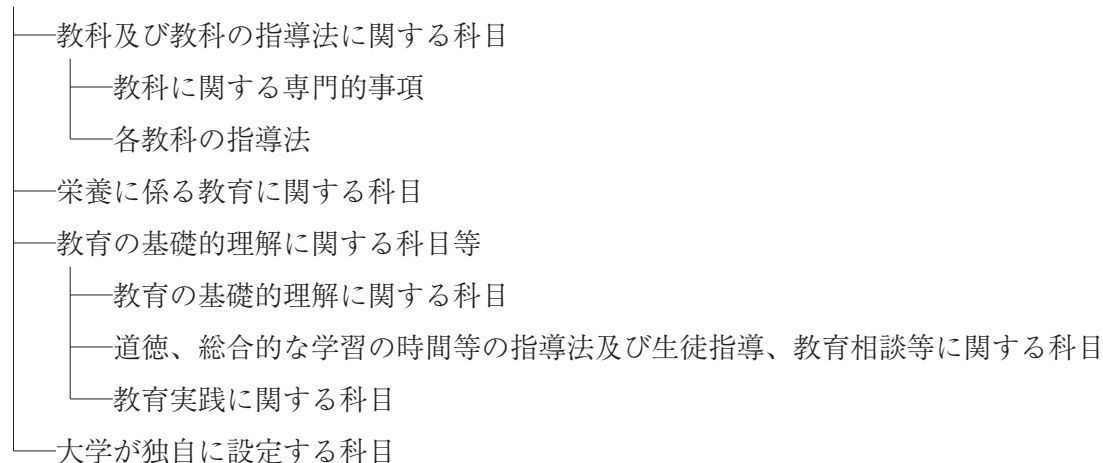 教科及び教科の指導法に関する科目
教科に関する専門的事項
各教科の指導法
栄養に係る教育に関する科目
教育の基礎的理解に関する科目等
教育の基礎的理解に関する科目
道徳、総合的な学習の時間等の指導法及び生徒指導、教育相談等に関する科目
教育実践に関する科目
大学が独自に設定する科目